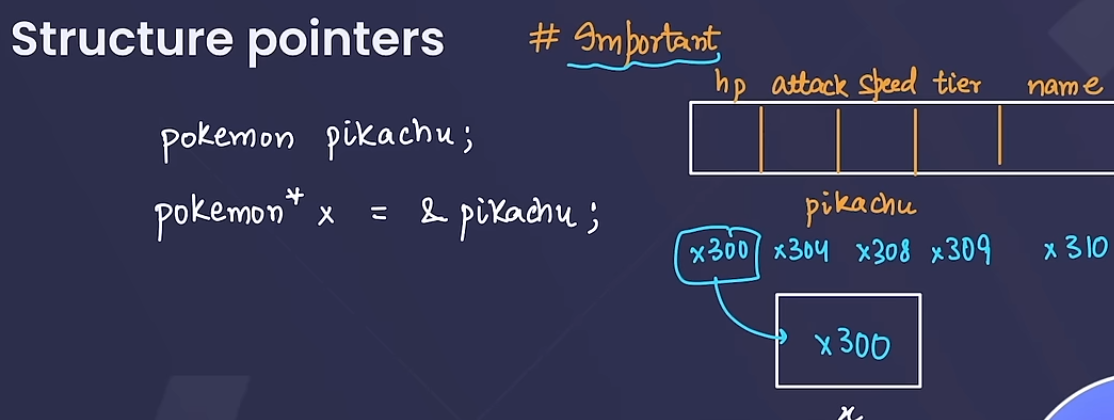 Structure pointers
# Important
hp attack speed tier name
pokemon pikachu;
pokemon* x = & pikachu;
pikachu
x300 x304 x308 x309 x310
x300
x